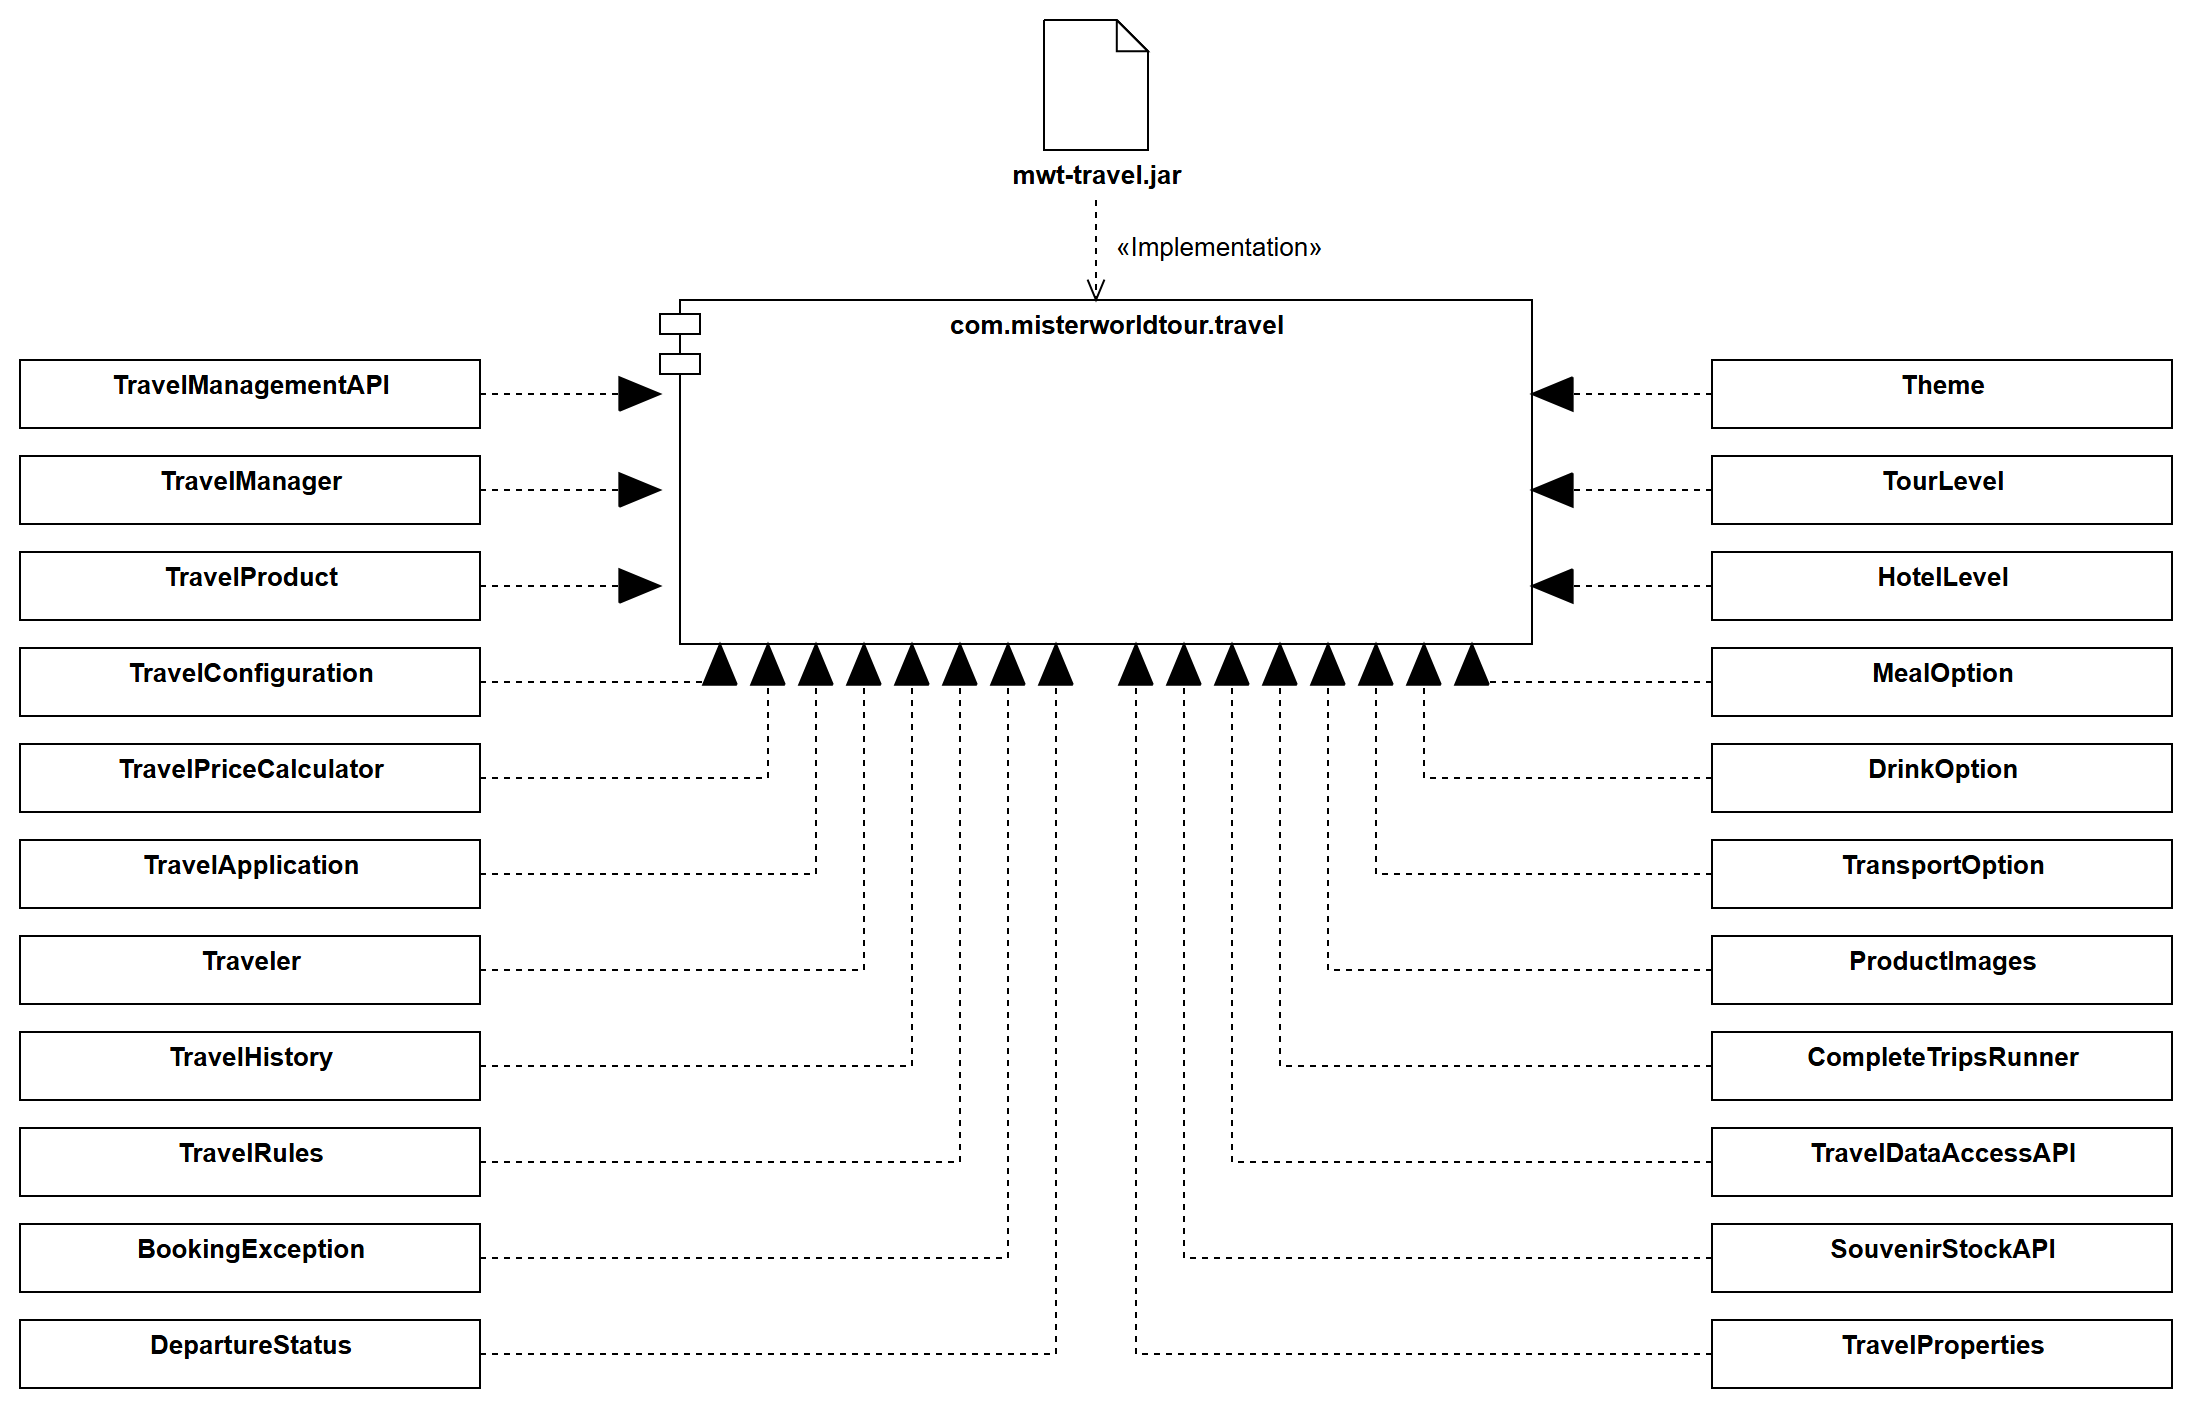 mwt-travel.jar
«Implementation»
com.misterworldtour.travel
TravelManagementAPI
TravelManager
TravelProduct
TravelConfiguration
TravelPriceCalculator
TravelApplication
Traveler
TravelHistory
TravelRules
BookingException
DepartureStatus
Theme
TourLevel
HotelLevel
MealOption
DrinkOption
TransportOption
ProductImages
CompleteTripsRunner
TravelDataAccessAPI
SouvenirStockAPI
TravelProperties